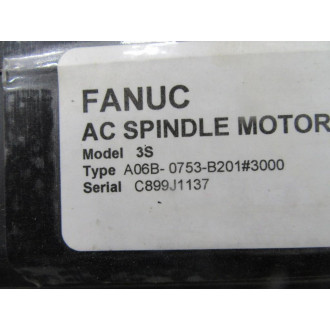 FANUC
AC SPINDLE MOTOR
Model 3S
Type A06B- 0753-B201#3000
Serial C899J1137